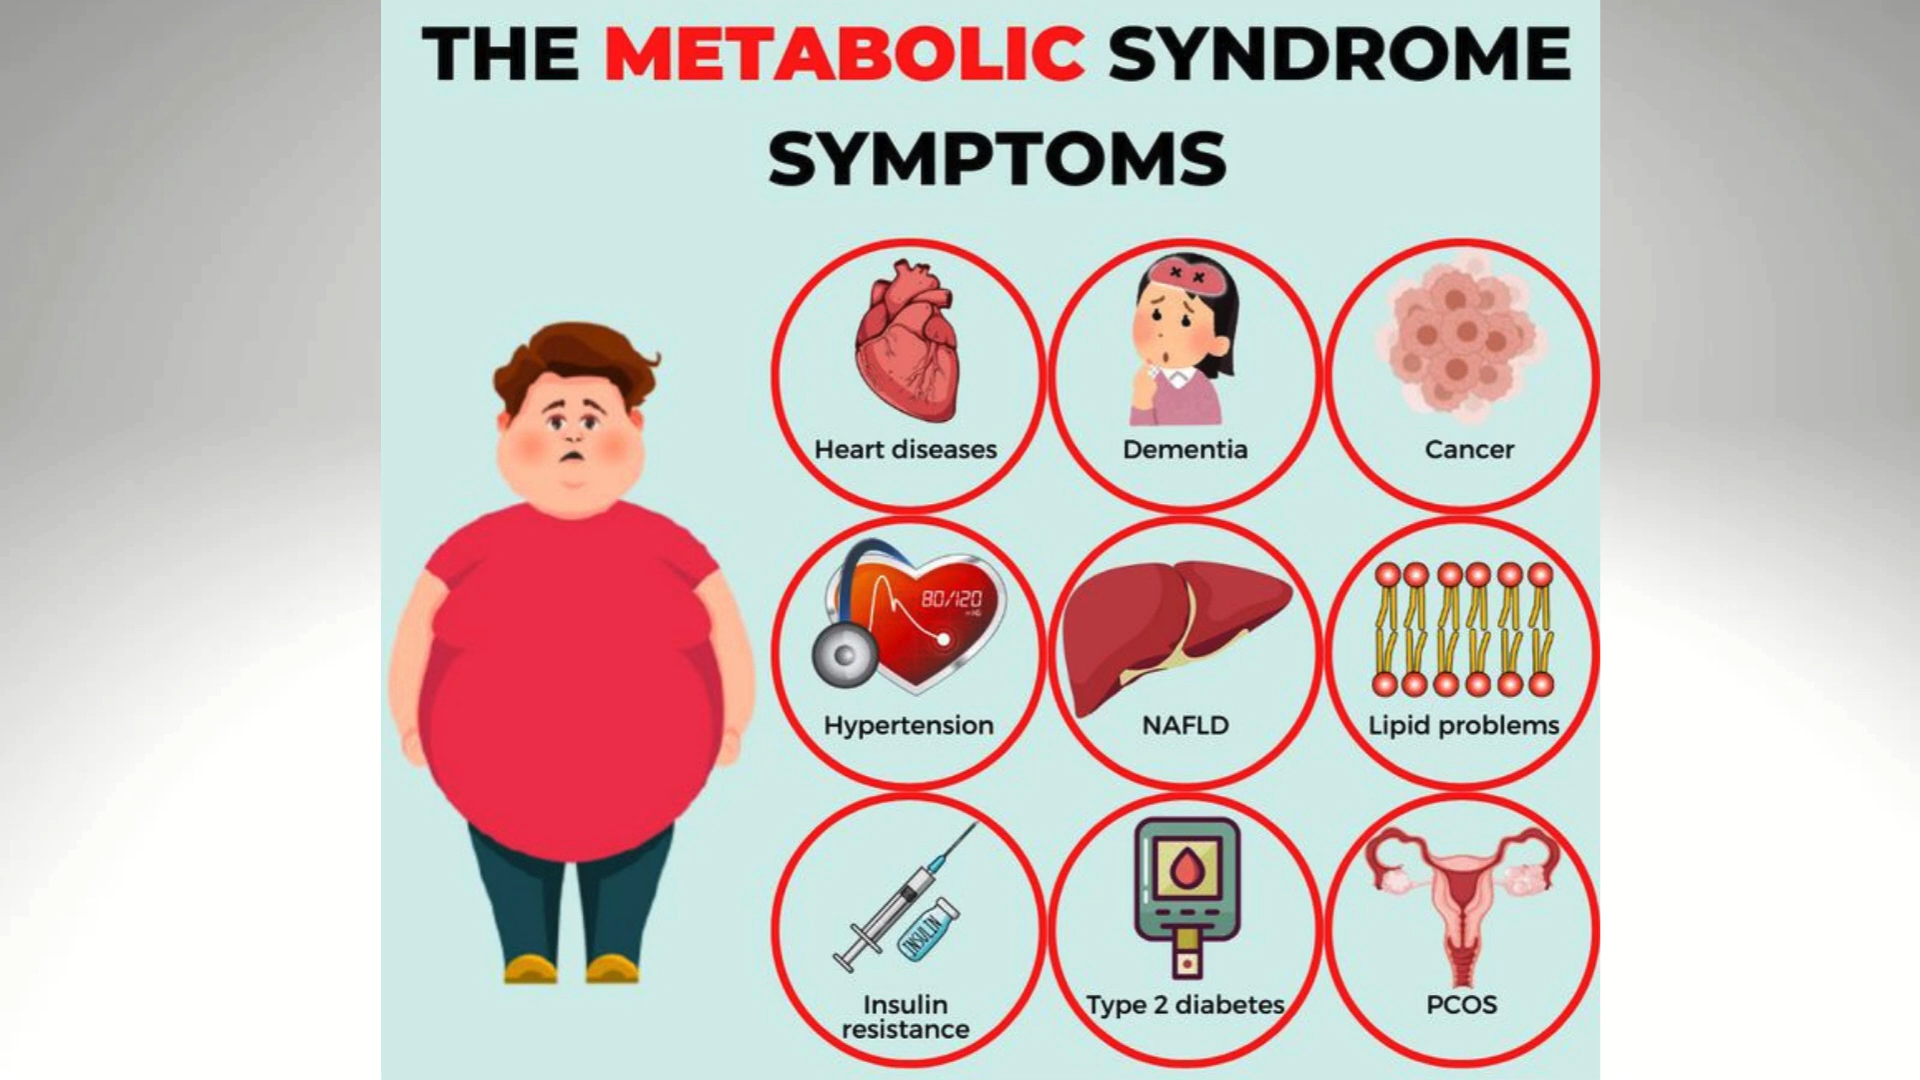 THE METABOLIC SYNDROME
SYMPTOMS
Heart diseases
Dementia
Cancer
80/120
Hypertension
NAFLD
Lipid problems
INSULIN
Insulin
resistance
Type 2 diabetes
PCOS